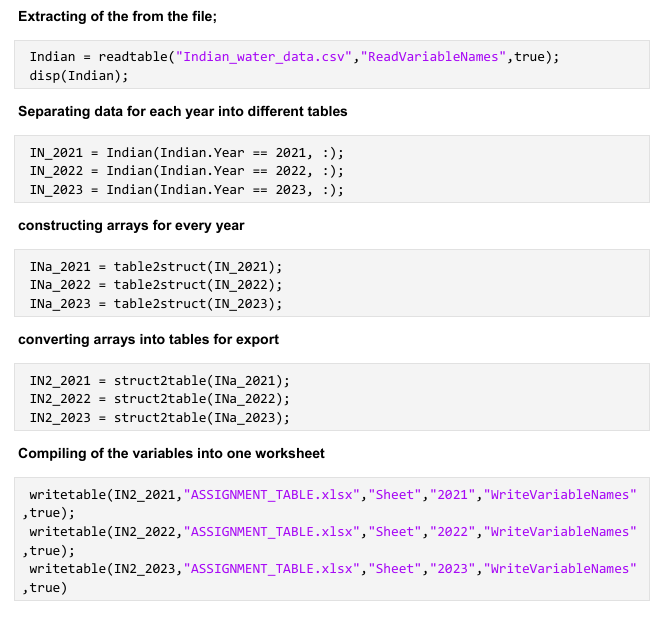 Extracting of the from the file;
Indian = readtable("Indian_water_data.csv","ReadVariableNames",true);
disp(Indian);
Separating data for each year into different tables
IN_2021 = Indian(Indian.Year == 2021, :);
IN_2022 = Indian(Indian.Year == 2022, :);
IN_2023 = Indian(Indian.Year == 2023, :);
constructing arrays for every year
INa_2021 = table2struct(IN_2021);
INa_2022 = table2struct(IN_2022);
INa_2023 = table2struct(IN_2023);
converting arrays into tables for export
IN2_2021 = struct2table(INa_2021);
IN2_2022 = struct2table(INa_2022);
IN2_2023 = struct2table(INa_2023);
Compiling of the variables into one worksheet
writetable(IN2_2021,"ASSIGNMENT_TABLE.xlsx","Sheet","2021","WriteVariableNames"
,true);
writetable(IN2_2022,"ASSIGNMENT_TABLE.xlsx","Sheet","2022","WriteVariableNames"
,true);
writetable(IN2_2023,"ASSIGNMENT_TABLE.xlsx","Sheet","2023","WriteVariableNames"
,true)